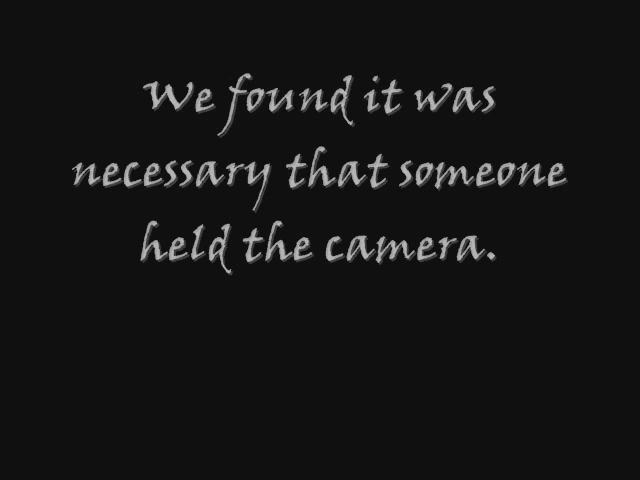 We found it was
necessary that someone
held the camera.